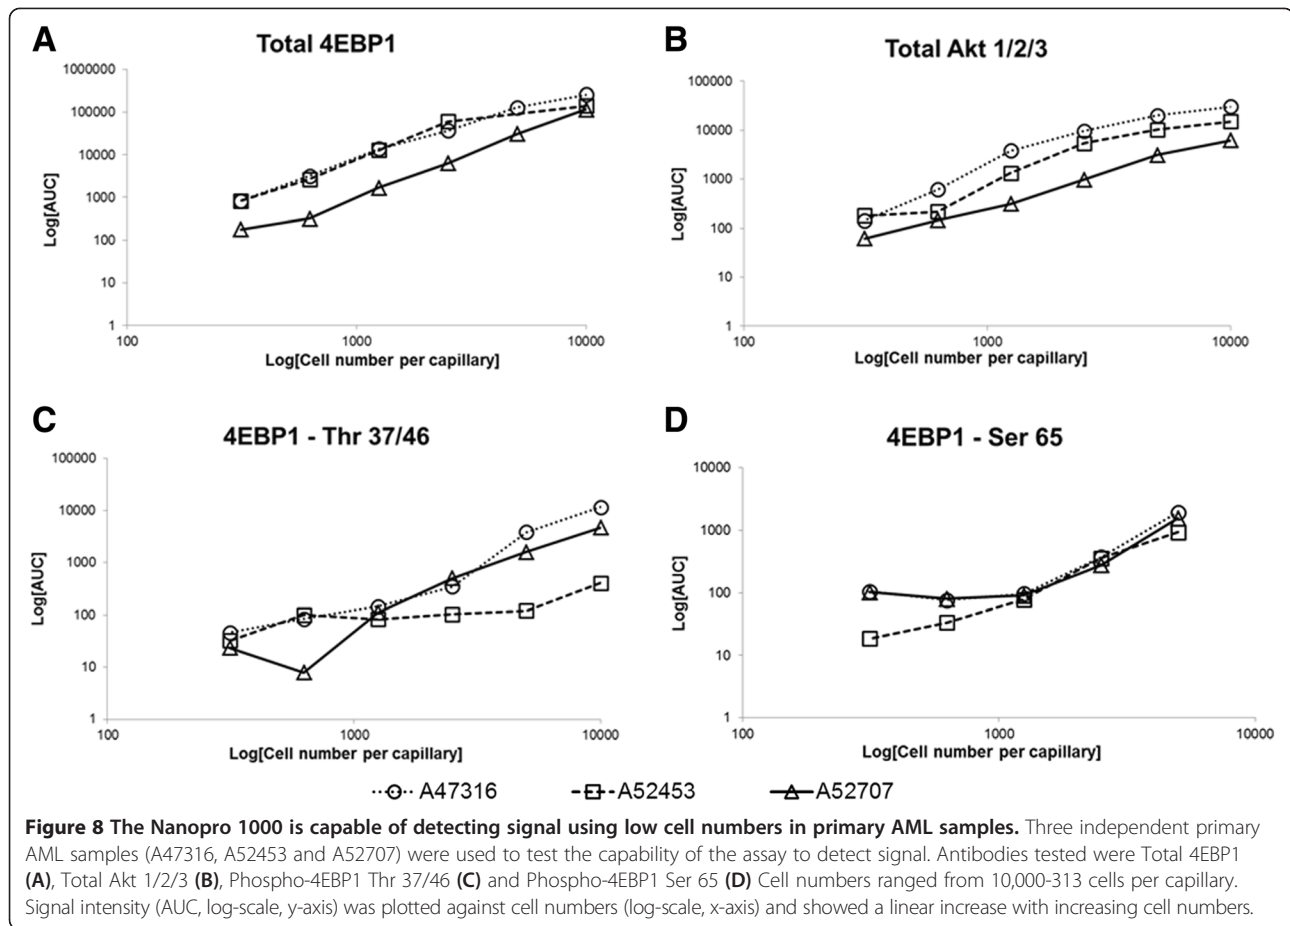 A
Total 4EBP1
1000000
100000
10000
1000
100
10
1
100
1000
10000
Log[AUC]
Log[Cell number per capillary]
B
Total Akt 1/2/3
100000
10000
1000
100
10
1
100
1000
10000
Log[AUC]
Log[Cell number per capillary]
C
4EBP1 - Thr 37/46
100000
10000
1000
100
10
1
100
1000
10000
Log[AUC]
Log[Cell number per capillary]
D
4EBP1 - Ser 65
10000
1000
100
10
1
100
1000
10000
Log[AUC]
Log[Cell number per capillary]
A47316 A52453 A52707
Figure 8 The Nanopro 1000 is capable of detecting signal using low cell numbers in primary AML samples. Three independent primary
AML samples (A47316, A52453 and A52707) were used to test the capability of the assay to detect signal. Antibodies tested were Total 4EBP1
(A), Total Akt 1/2/3 (B), Phospho-4EBP1 Thr 37/46 (C) and Phospho-4EBP1 Ser 65 (D) Cell numbers ranged from 10,000-313 cells per capillary.
Signal intensity (AUC, log-scale, y-axis) was plotted against cell numbers (log-scale, x-axis) and showed a linear increase with increasing cell numbers.